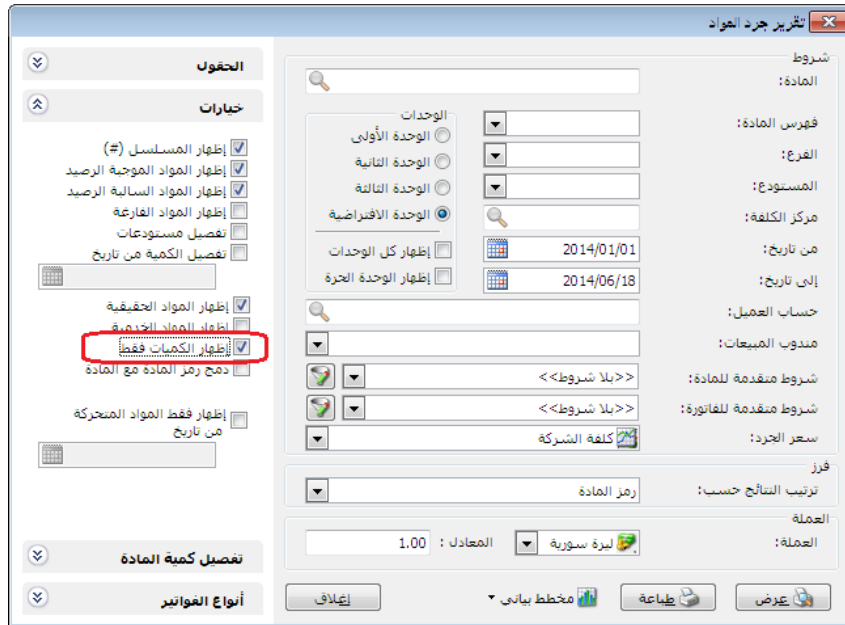 تقرير جرد المواد
شروط
المادة:
فهرس المادة:
الفرع:
المستودع:
مركز الكلفة:
من تاريخ: 2014/01/01
إلى تاريخ: 2014/06/18
حساب العميل:
مندوب المبيعات:
شروط متقدمة للمادة: <<بلا شروط>>
شروط متقدمة للفاتورة: <<بلا شروط>>
سعر الجرد: كلفة الشركة
الوحدات
الوحدة الأولى
الوحدة الثانية
الوحدة الثالثة
الوحدة الافتراضية
إظهار كل الوحدات
إظهار الوحدة الحرة
فرز
ترتيب النتائج حسب: رمز المادة
العملة
العملة: ليرة سورية المعادل : 1.00
عرض
طباعة
مخطط بياني
إغلاق
الحقول
خيارات
إظهار المسلسل (#)
إظهار المواد الموجبة الرصيد
إظهار المواد السالبة الرصيد
إظهار المواد الفارغة
تفصيل مستودعات
تفصيل الكمية من تاريخ
إظهار المواد الحقيقية
إظهار المواد الخدمية
إظهار الكميات فقط
دمج رمز المادة مع المادة
إظهار فقط المواد المتحركة
من تاريخ
تفصيل كمية المادة
أنواع الفواتير